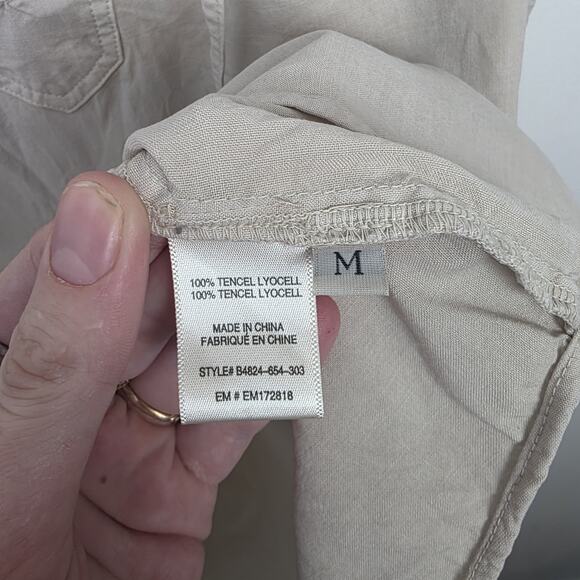 100% TENCEL LYOCELL
100% TENCEL LYOCELL
MADE IN CHINA
FABRIQUÉ EN CHINE
STYLE# B4824-654-303
EM # EM172818
M